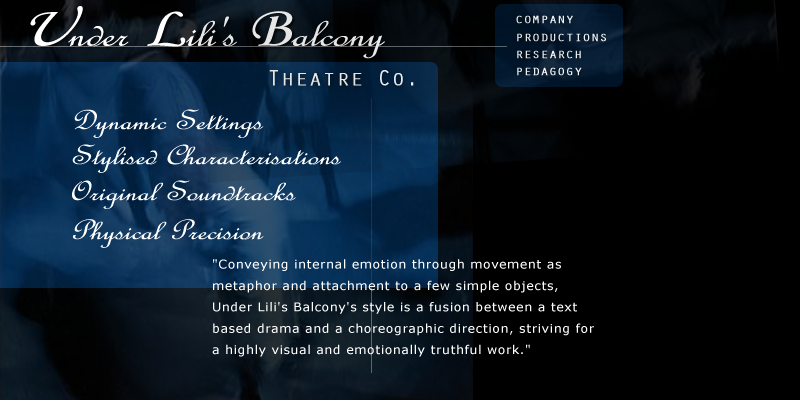 Under Lili's Balcony
COMPANY
PRODUCTIONS
RESEARCH
PEDAGOGY
THEATRE CO.
Dynamic Settings
Stylised Characterisations
Original Soundtracks
Physical Precision
"Conveying internal emotion through movement as
metaphor and attachment to a few simple objects,
Under Lili's Balcony's style is a fusion between a text
based drama and a choreographic direction, striving for
a highly visual and emotionally truthful work."